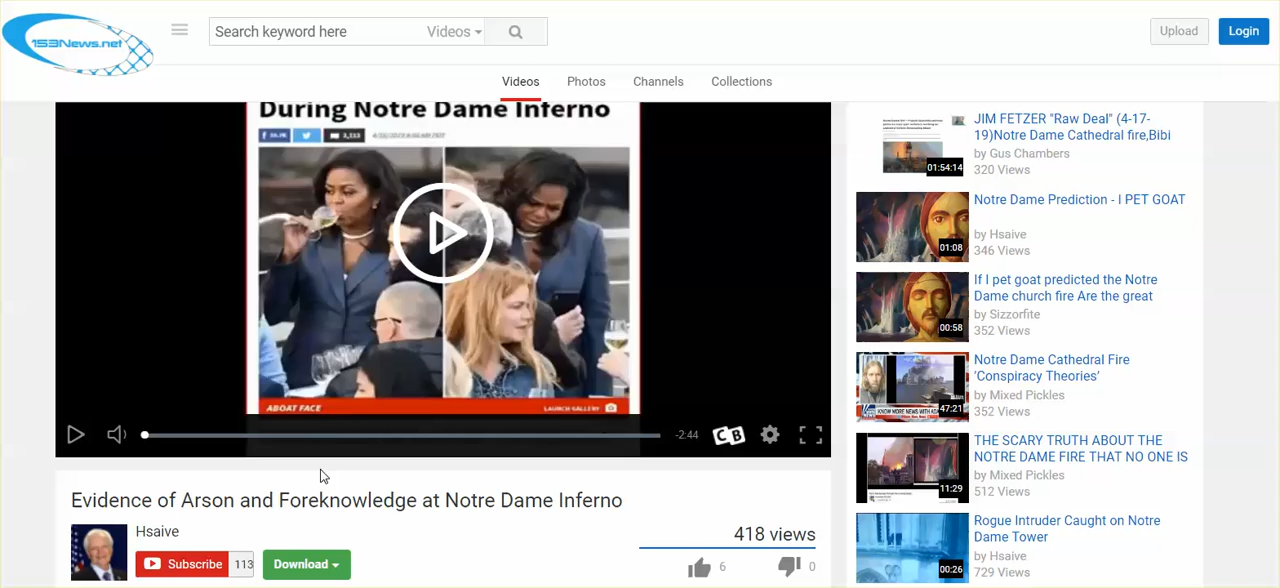 153News.net
Search keyword here
Videos
Upload
Login
Videos
Photos
Channels
Collections
During Notre Dame Inferno
ABOAT FACE
LAUNCH GALLERY
-2:44
CB
Evidence of Arson and Foreknowledge at Notre Dame Inferno
Hsaive
Subscribe 113
Download
418 views
6
0
JIM FETZER "Raw Deal" (4-17-
19)Notre Dame Cathedral fire,Bibi
by Gus Chambers
320 Views
01:54:14
Notre Dame Prediction - I PET GOAT
by Hsaive
346 Views
01:08
If I pet goat predicted the Notre
Dame church fire Are the great
by Sizzorfite
352 Views
00:58
Notre Dame Cathedral Fire
‘Conspiracy Theories’
by Mixed Pickles
352 Views
47:21
THE SCARY TRUTH ABOUT THE
NOTRE DAME FIRE THAT NO ONE IS
by Mixed Pickles
512 Views
11:29
Rogue Intruder Caught on Notre
Dame Tower
by Hsaive
729 Views
00:26